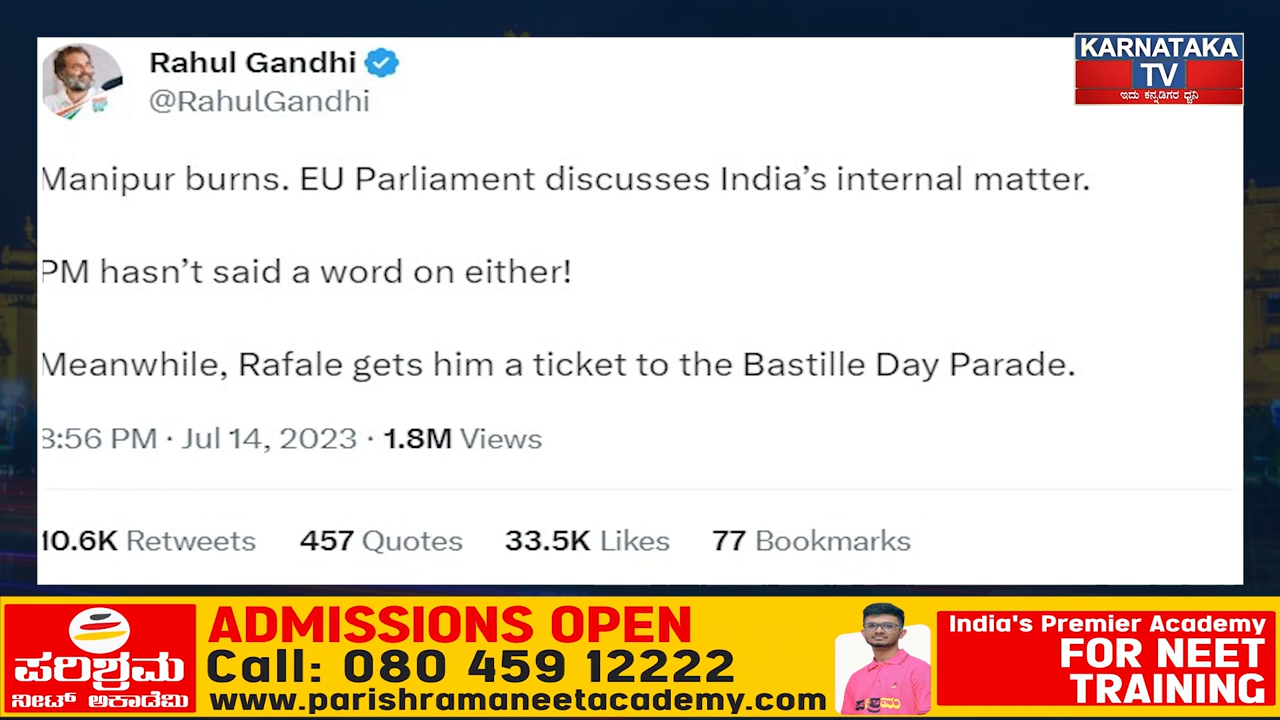 Rahul Gandhi
@RahulGandhi
KARNATAKA
TV
ಇದು ಕನ್ನಡಿಗರ ಧ್ವನಿ
Manipur burns. EU Parliament discusses India’s internal matter.
PM hasn’t said a word on either!
Meanwhile, Rafale gets him a ticket to the Bastille Day Parade.
8:56 PM · Jul 14, 2023 · 1.8M Views
10.6K Retweets 457 Quotes 33.5K Likes 77 Bookmarks
ಪರಿಶ್ರಮ
ನೀಟ್ ಅಕಾಡೆಮಿ
ADMISSIONS OPEN
Call: 080 459 12222
www.parishramaneetacademy.com
India's Premier Academy
FOR NEET
TRAINING